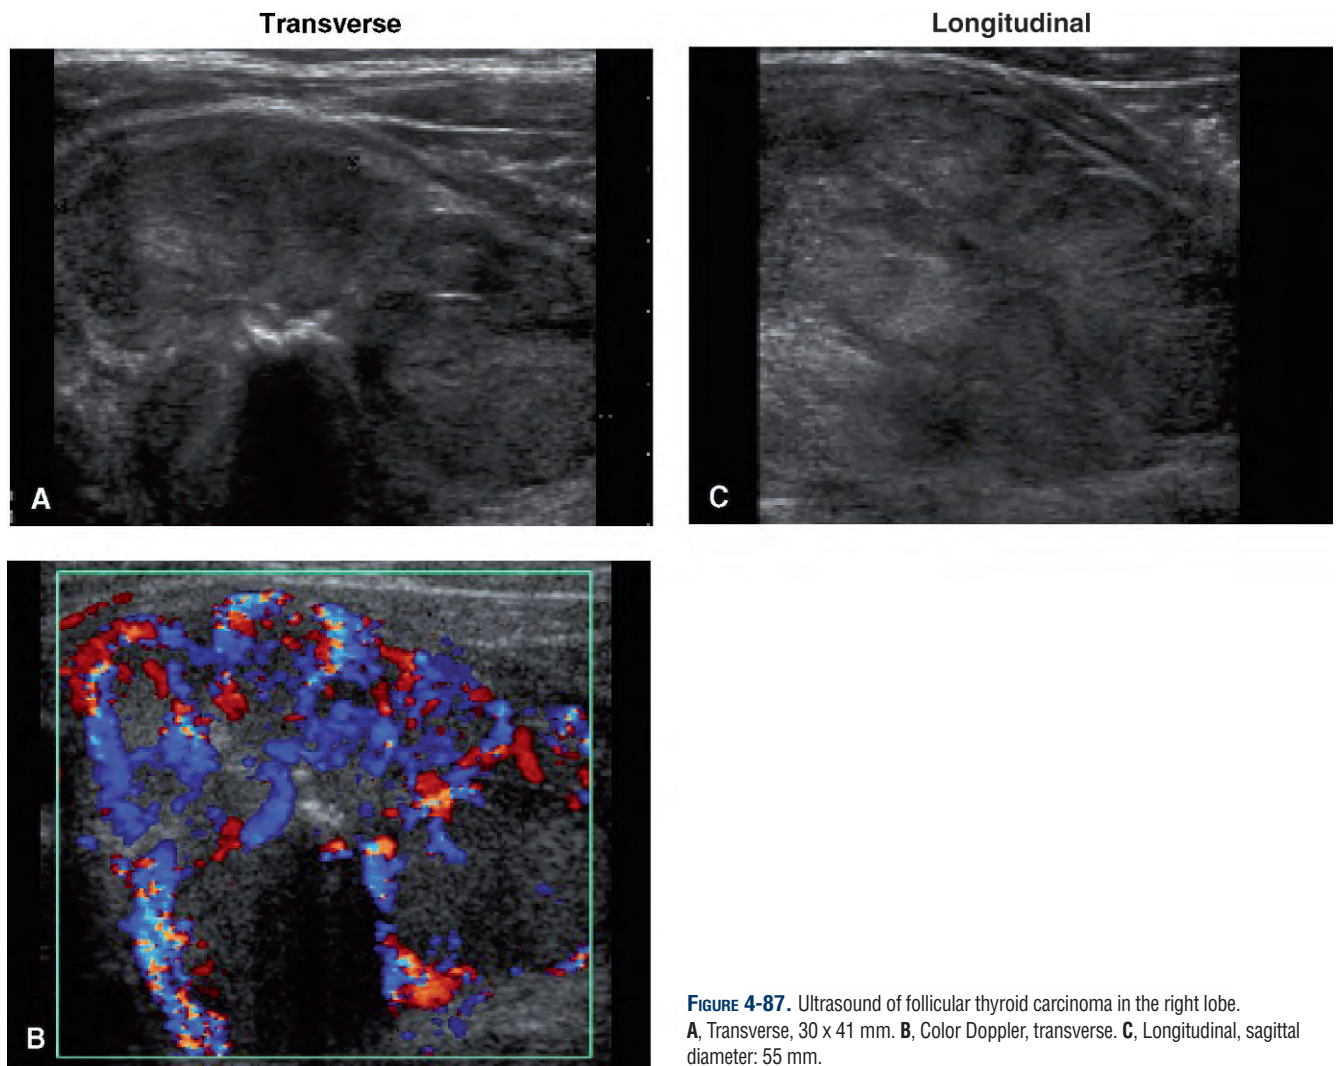 Transverse
Longitudinal
A
C
B
FIGURE 4-87. Ultrasound of follicular thyroid carcinoma in the right lobe.
A, Transverse, 30 x 41 mm. B, Color Doppler, transverse. C, Longitudinal, sagittal
diameter: 55 mm.